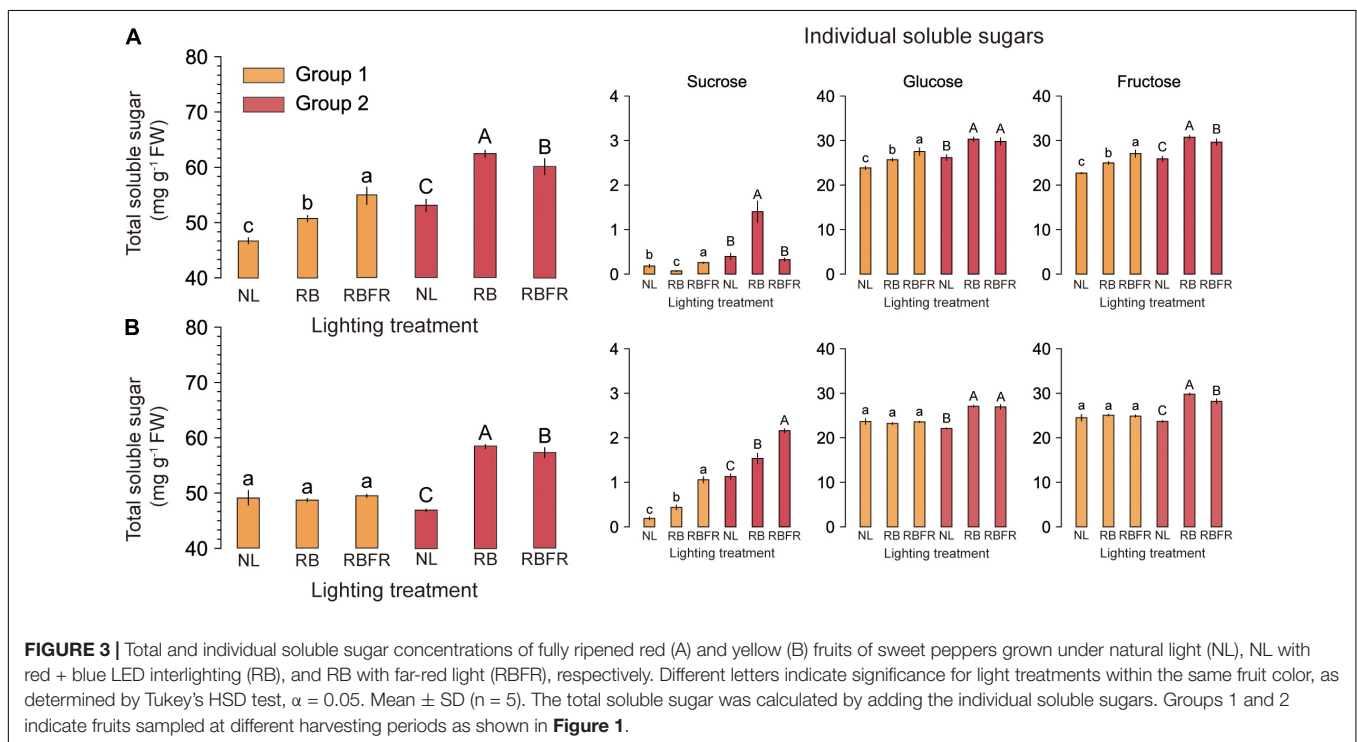 A
Individual soluble sugars
Group 1
Group 2
Total soluble sugar
(mg g⁻¹ FW)
80
70
60
50
40
c
b
a
C
A
B
NL RB RBFR NL RB RBFR
Lighting treatment
Sucrose
4
3
2
1
0
b
c
a
B
A
B
NL RB RBFR NL RB RBFR
Lighting treatment
Glucose
40
30
20
10
0
c
b
a
B
A
A
NL RB RBFR NL RB RBFR
Lighting treatment
Fructose
40
30
20
10
0
c
b
a
C
A
B
NL RB RBFR NL RB RBFR
Lighting treatment
B
Total soluble sugar
(mg g⁻¹ FW)
80
70
60
50
40
a
a
a
C
A
B
NL RB RBFR NL RB RBFR
Lighting treatment
4
3
2
1
0
c
b
a
C
B
A
NL RB RBFR NL RB RBFR
Lighting treatment
40
30
20
10
0
a
a
a
B
A
A
NL RB RBFR NL RB RBFR
Lighting treatment
40
30
20
10
0
a
a
a
C
A
B
NL RB RBFR NL RB RBFR
Lighting treatment
FIGURE 3 | Total and individual soluble sugar concentrations of fully ripened red (A) and yellow (B) fruits of sweet peppers grown under natural light (NL), NL with
red + blue LED interlighting (RB), and RB with far-red light (RBFR), respectively. Different letters indicate significance for light treatments within the same fruit color, as
determined by Tukey's HSD test, α = 0.05. Mean ± SD (n = 5). The total soluble sugar was calculated by adding the individual soluble sugars. Groups 1 and 2
indicate fruits sampled at different harvesting periods as shown in Figure 1.